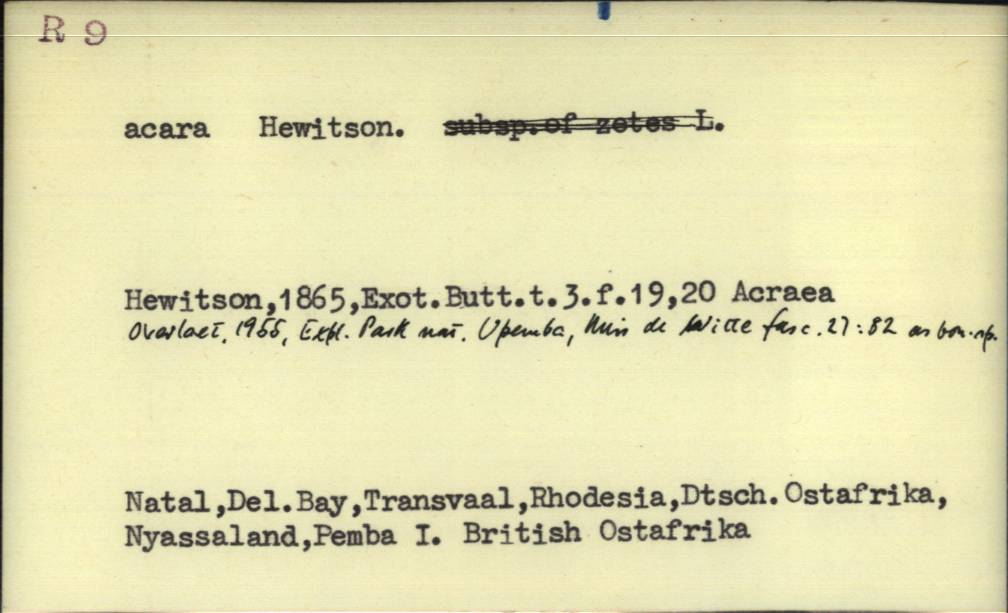 R 9
acara Hewitson. subsp.of zetes L.
Hewitson,1865,Exot.Butt.t.3.f.19,20 Acraea
Overlaet, 1955, Expl. Park nat. Upemba, Miss de Witte fasc. 27: 82 as bon. sp.
Natal,Del.Bay,Transvaal,Rhodesia,Dtsch.Ostafrika,
Nyassaland,Pemba I. British Ostafrika